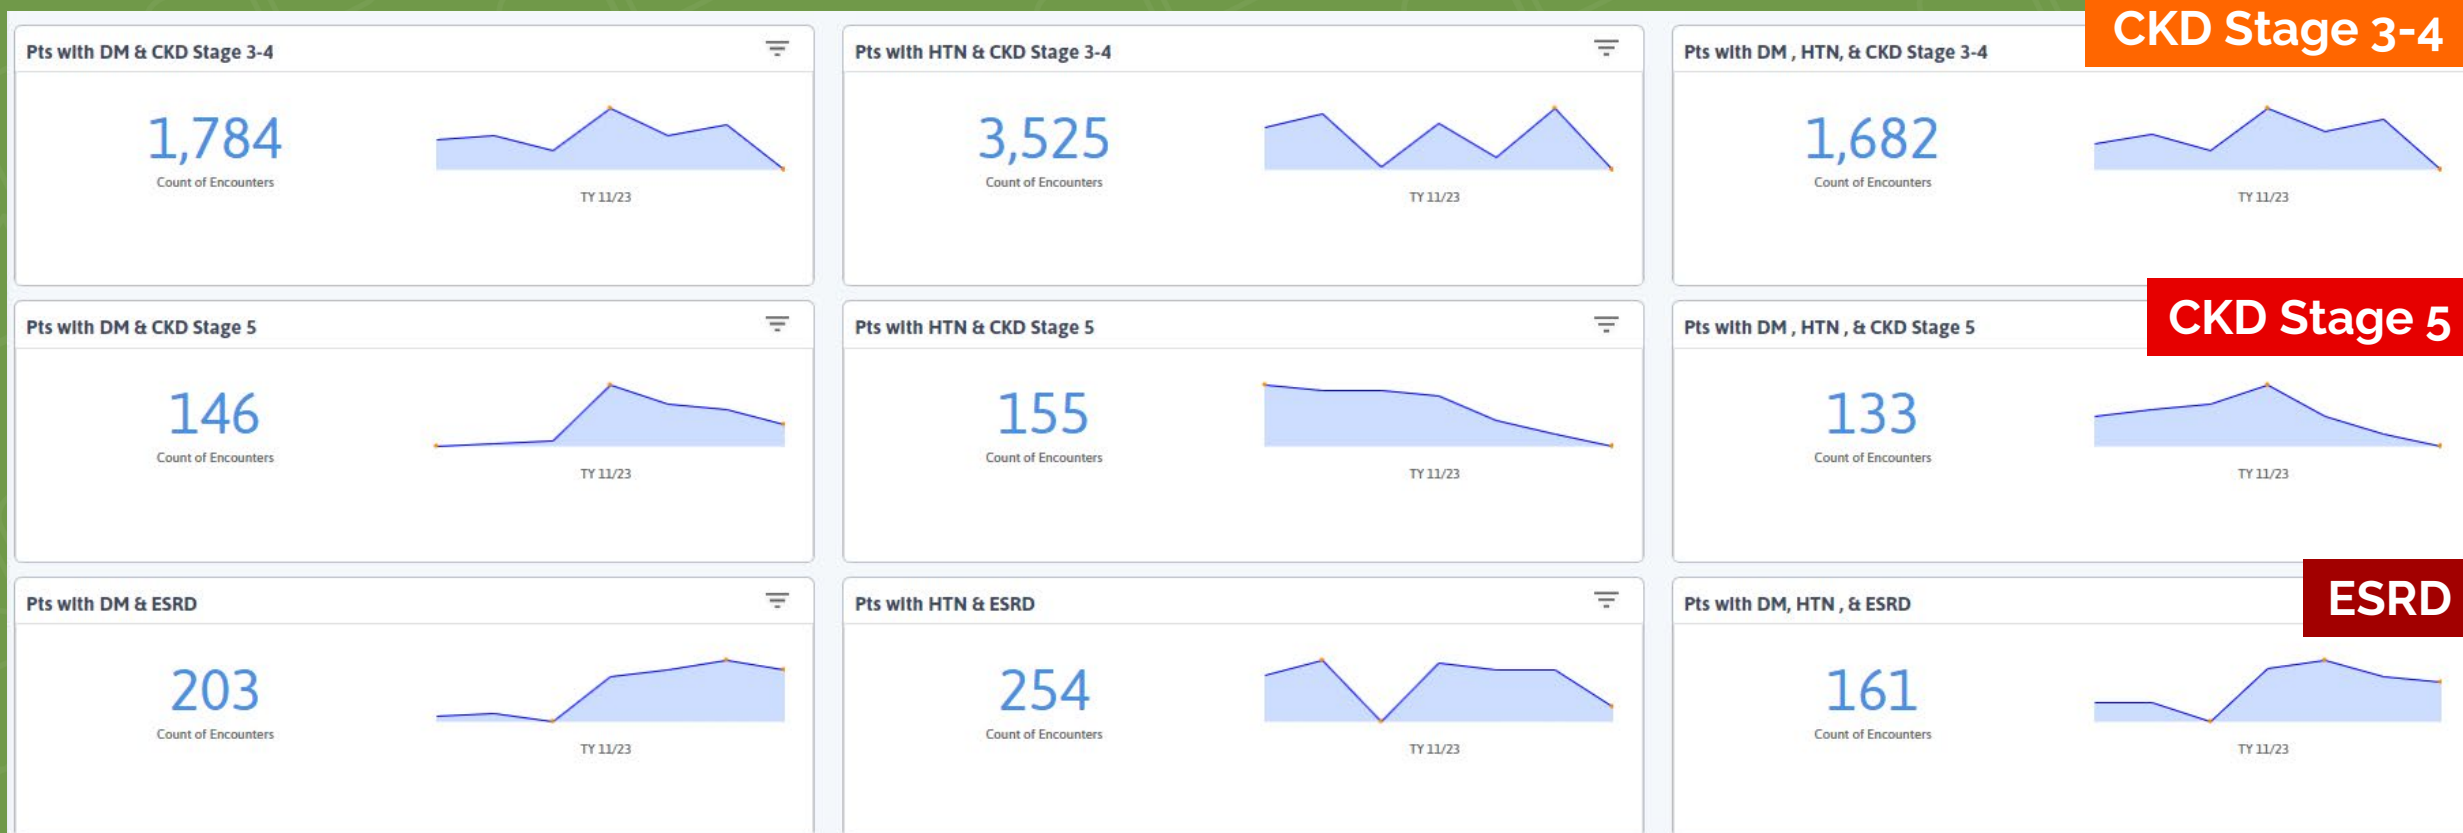 Pts with DM & CKD Stage 3-4
1,784
Count of Encounters
TY 11/23
Pts with HTN & CKD Stage 3-4
3,525
Count of Encounters
TY 11/23
Pts with DM , HTN, & CKD Stage 3-4
CKD Stage 3-4
1,682
Count of Encounters
TY 11/23
Pts with DM & CKD Stage 5
146
Count of Encounters
TY 11/23
Pts with HTN & CKD Stage 5
155
Count of Encounters
TY 11/23
Pts with DM , HTN , & CKD Stage 5
CKD Stage 5
133
Count of Encounters
TY 11/23
Pts with DM & ESRD
203
Count of Encounters
TY 11/23
Pts with HTN & ESRD
254
Count of Encounters
TY 11/23
Pts with DM, HTN , & ESRD
ESRD
161
Count of Encounters
TY 11/23